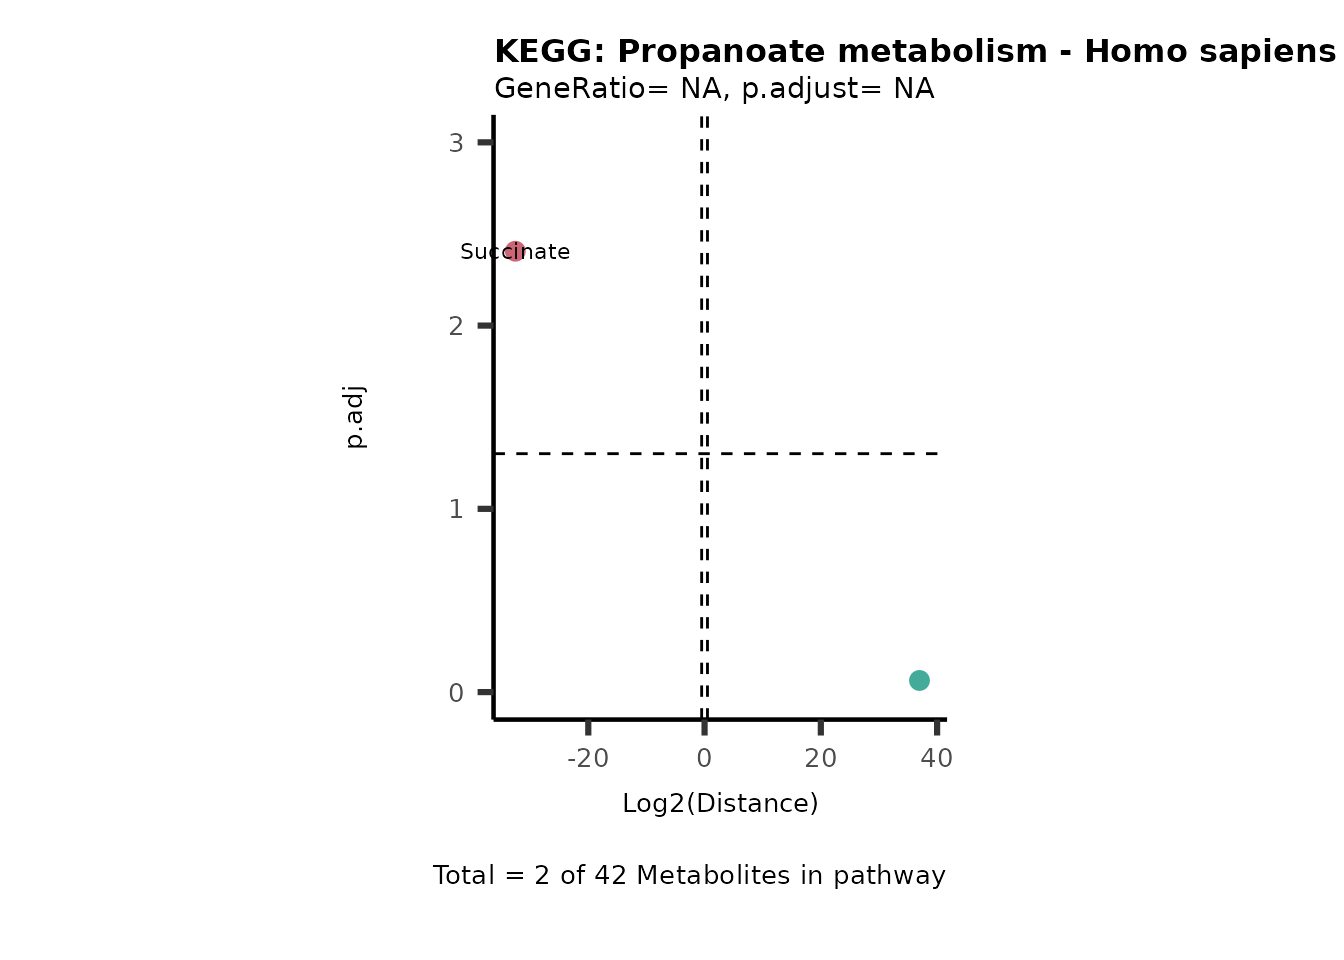 KEGG: Propanoate metabolism - Homo sapiens
GeneRatio= NA, p.adjust= NA
3
Succinate
2
p.adj
1
0
-20 0 20 40
Log2(Distance)
Total = 2 of 42 Metabolites in pathway